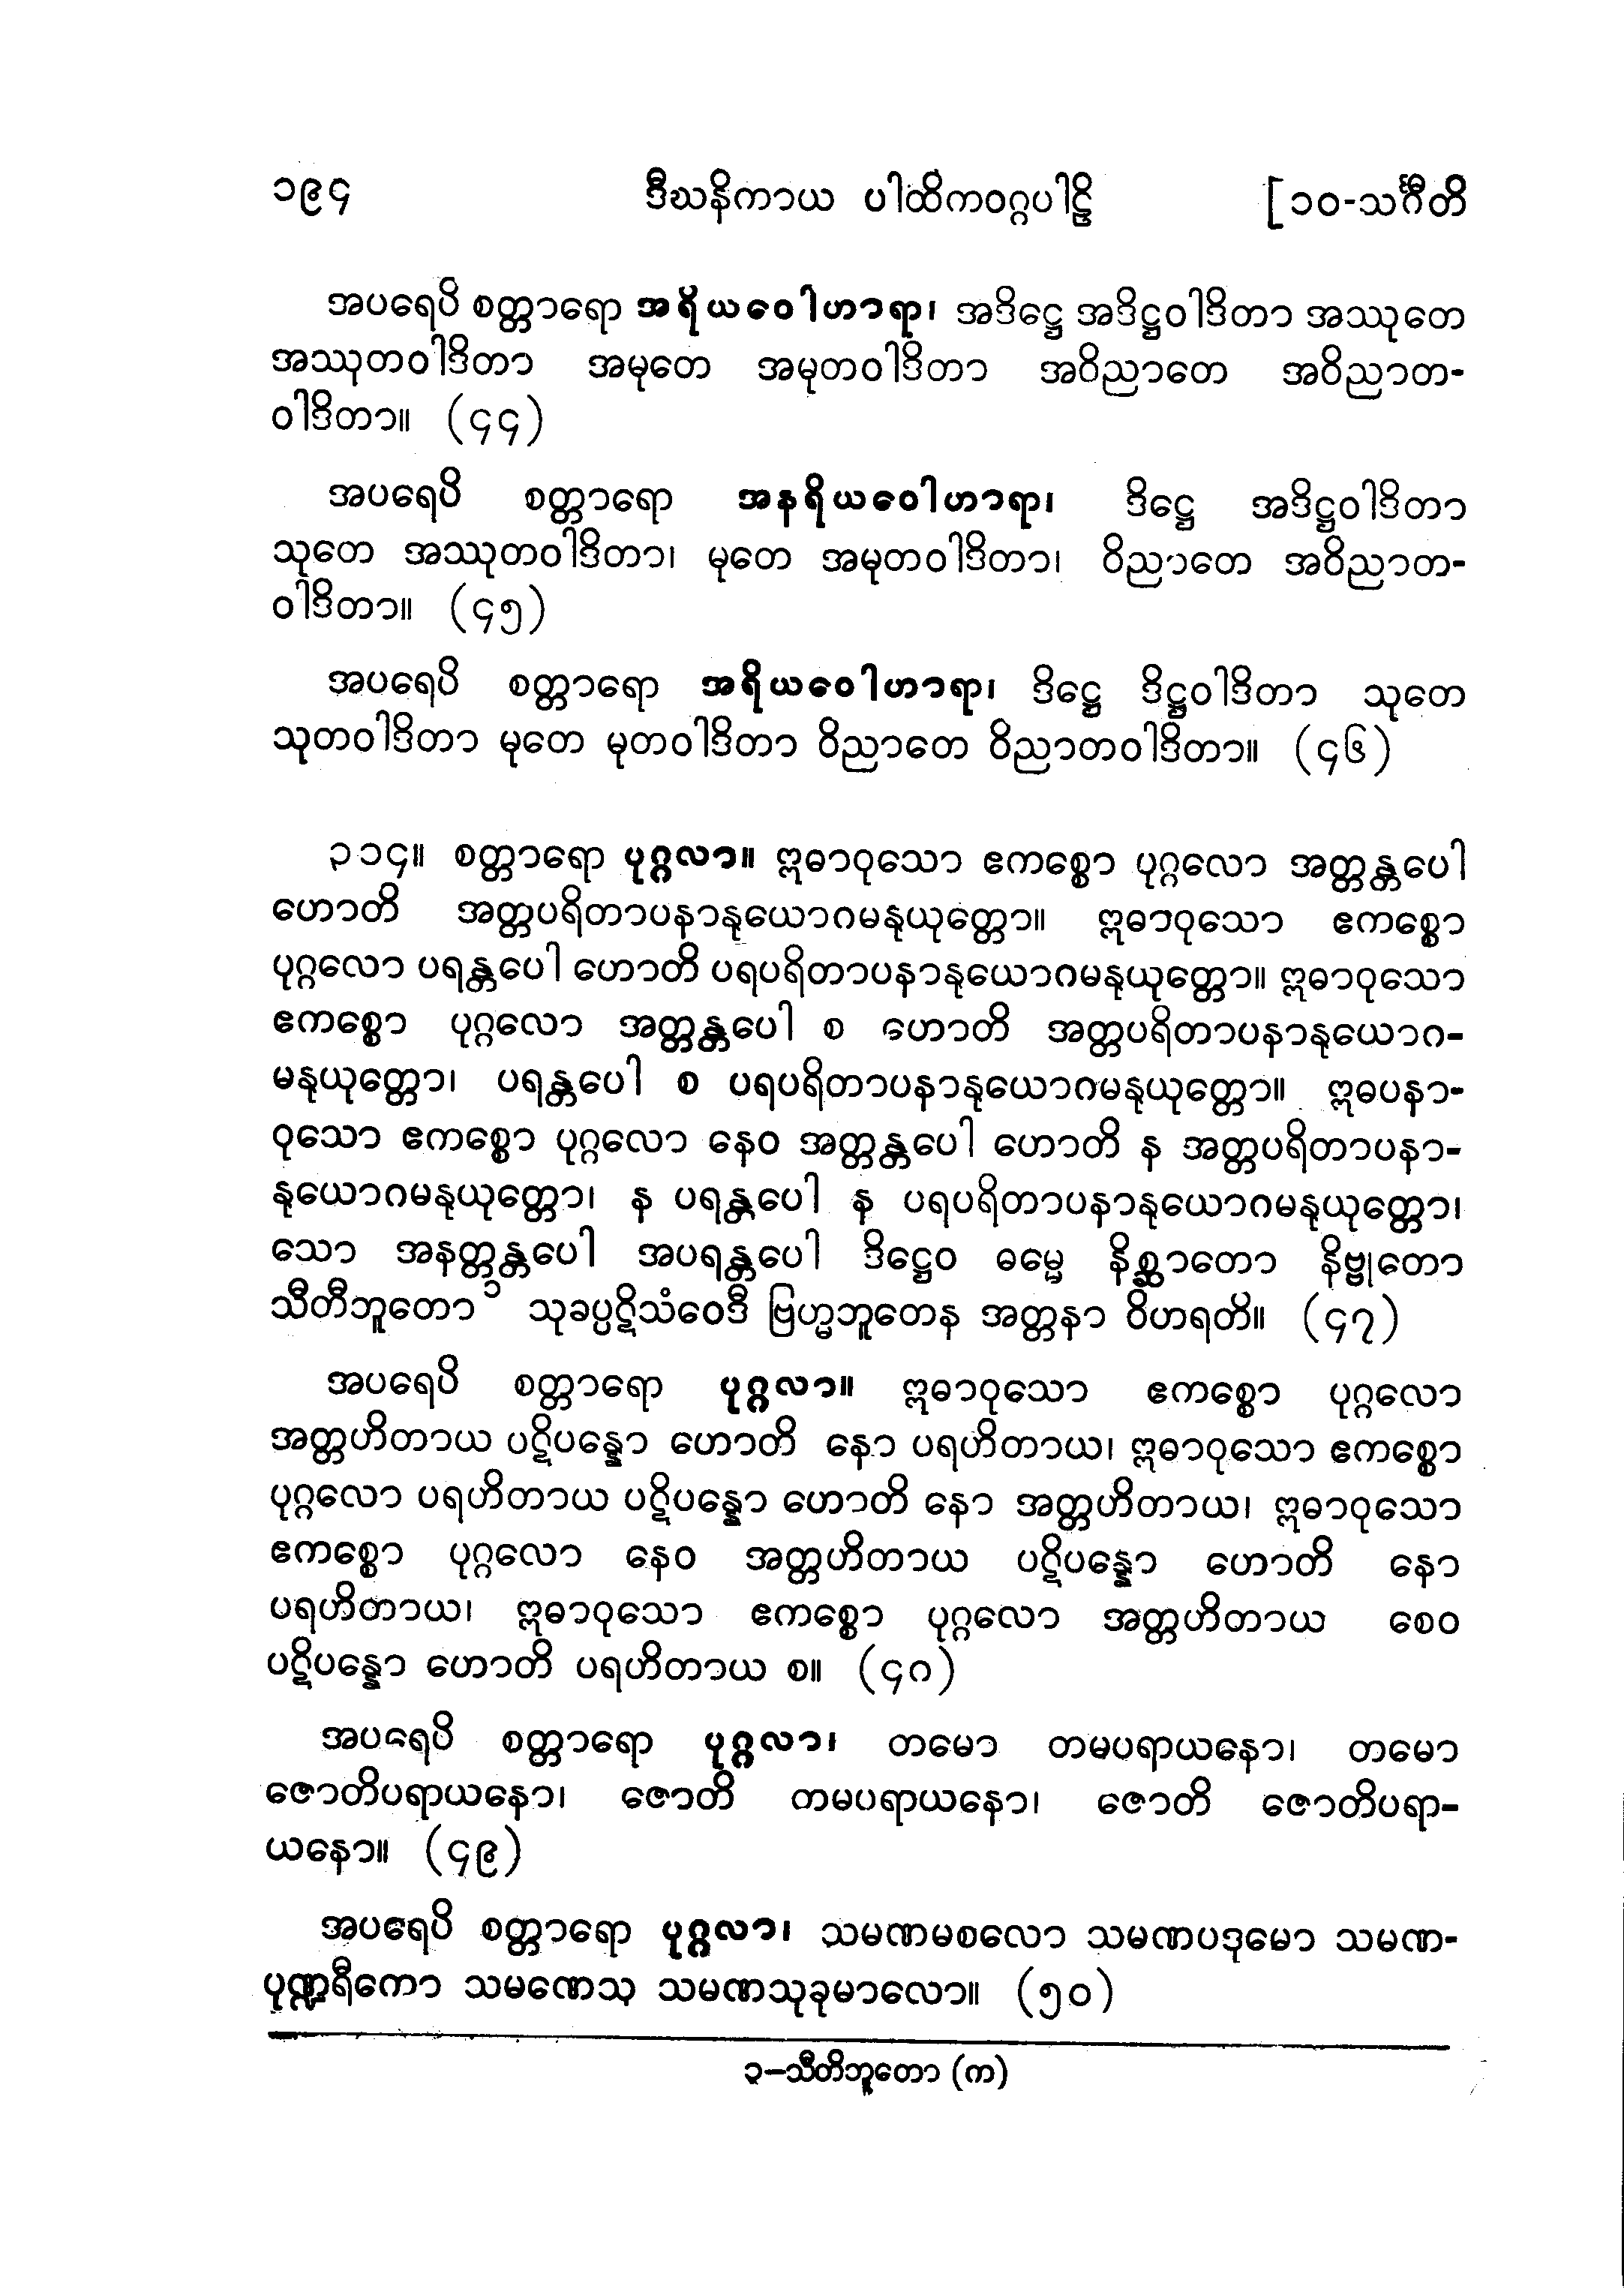 ၁၉၄ ဒီဃနိကာယ ပါထိကဝဂ္ဂပါဠိ [၁၀-သင်္ဂီတိ
အပရေပိ စတ္တာရော အရိယဝေါဟာရာ၊ အဒိဋ္ဌေ အဒိဋ္ဌဝါဒိတာ အဿုတေ
အဿုတဝါဒိတာ အမုတေ အမုတဝါဒိတာ အဝိညာတေ အဝိညာတ-
ဝါဒိတာ။ (၄၄)
အပရေပိ စတ္တာရော အနရိယဝေါဟာရာ၊ ဒိဋ္ဌေ အဒိဋ္ဌဝါဒိတာ
သုတေ အဿုတဝါဒိတာ၊ မုတေ အမုတဝါဒိတာ၊ ဝိညာတေ အဝိညာတ-
ဝါဒိတာ။ (၄၅)
အပရေပိ စတ္တာရော အရိယဝေါဟာရာ၊ ဒိဋ္ဌေ ဒိဋ္ဌဝါဒိတာ သုတေ
သုတဝါဒိတာ မုတေ မုတဝါဒိတာ ဝိညာတေ ဝိညာတဝါဒိတာ။ (၄၆)
၃၁၄။ စတ္တာရော ပုဂ္ဂလာ။ ဣဓာဝုသော ဧကစ္စော ပုဂ္ဂလော အတ္တန္တပေါ
ဟောတိ အတ္တပရိတာပနာနုယောဂမနုယုတ္တော။ ဣဓာဝုသော ဧကစ္စော
ပုဂ္ဂလော ပရန္တပေါ ဟောတိ ပရပရိတာပနာနုယောဂမနုယုတ္တော။ ဣဓာဝုသော
ဧကစ္စော ပုဂ္ဂလော အတ္တန္တပေါ စ ဟောတိ အတ္တပရိတာပနာနုယောဂ-
မနုယုတ္တော၊ ပရန္တပေါ စ ပရပရိတာပနာနုယောဂမနုယုတ္တော။ ဣဓပနာ-
ဝုသော ဧကစ္စော ပုဂ္ဂလော နေဝ အတ္တန္တပေါ ဟောတိ န အတ္တပရိတာပနာ-
နုယောဂမနုယုတ္တော၊ န ပရန္တပေါ န ပရပရိတာပနာနုယောဂမနုယုတ္တော၊
သော အနတ္တန္တပေါ အပရန္တပေါ ဒိဋ္ဌေဝ ဓမ္မေ နိစ္ဆာတော နိဗ္ဗုတော
သီတီဘူတော ၁ သုခပ္ပဋိသံဝေဒီ ဗြဟ္မဘူတေန အတ္တနာ ဝိဟရတိ။ (၄၇)
အပရေပိ စတ္တာရော ပုဂ္ဂလာ။ ဣဓာဝုသော ဧကစ္စော ပုဂ္ဂလော
အတ္တဟိတာယ ပဋိပန္နော ဟောတိ နော ပရဟိတာယ၊ ဣဓာဝုသော ဧကစ္စော
ပုဂ္ဂလော ပရဟိတာယ ပဋိပန္နော ဟောတိ နော အတ္တဟိတာယ၊ ဣဓာဝုသော
ဧကစ္စော ပုဂ္ဂလော နေဝ အတ္တဟိတာယ ပဋိပန္နော ဟောတိ နော
ပရဟိတာယ၊ ဣဓာဝုသော ဧကစ္စော ပုဂ္ဂလော အတ္တဟိတာယ စေဝ
ပဋိပန္နော ဟောတိ ပရဟိတာယ စ။ (၄၈)
အပရေပိ စတ္တာရော ပုဂ္ဂလာ၊ တမော တမပရာယနော၊ တမော
ဇောတိပရာယနော၊ ဇောတိ တမပရာယနော၊ ဇောတိ ဇောတိပရာ-
ယနော။ (၄၉)
အပရေပိ စတ္တာရော ပုဂ္ဂလာ၊ သမဏမစလော သမဏပဒုမော သမဏ-
ပုဏ္ဍရီကော သမဏေသု သမဏသုခုမာလော။ (၅၀)
၁–သီတိဘူတော (က)